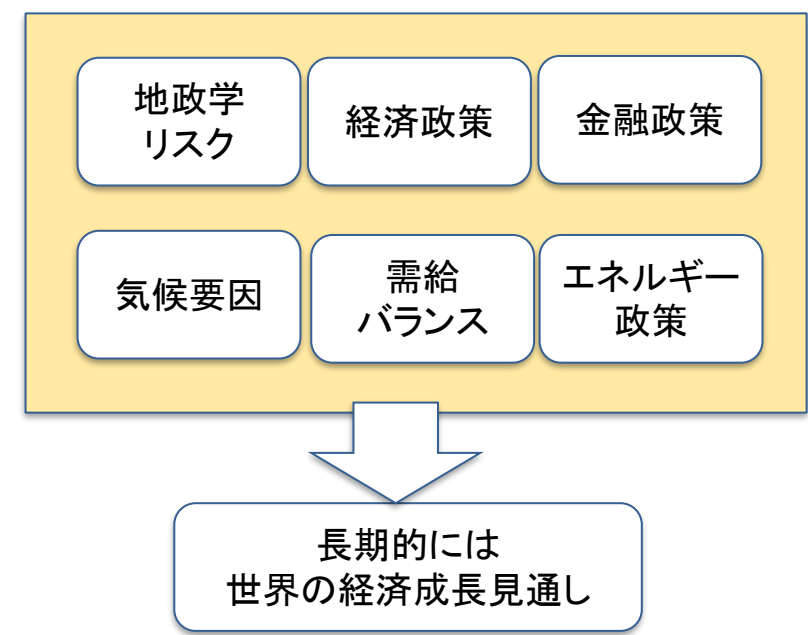 地政学
リスク
経済政策
金融政策
気候要因
需給
バランス
エネルギー
政策
長期的には
世界の経済成長見通し